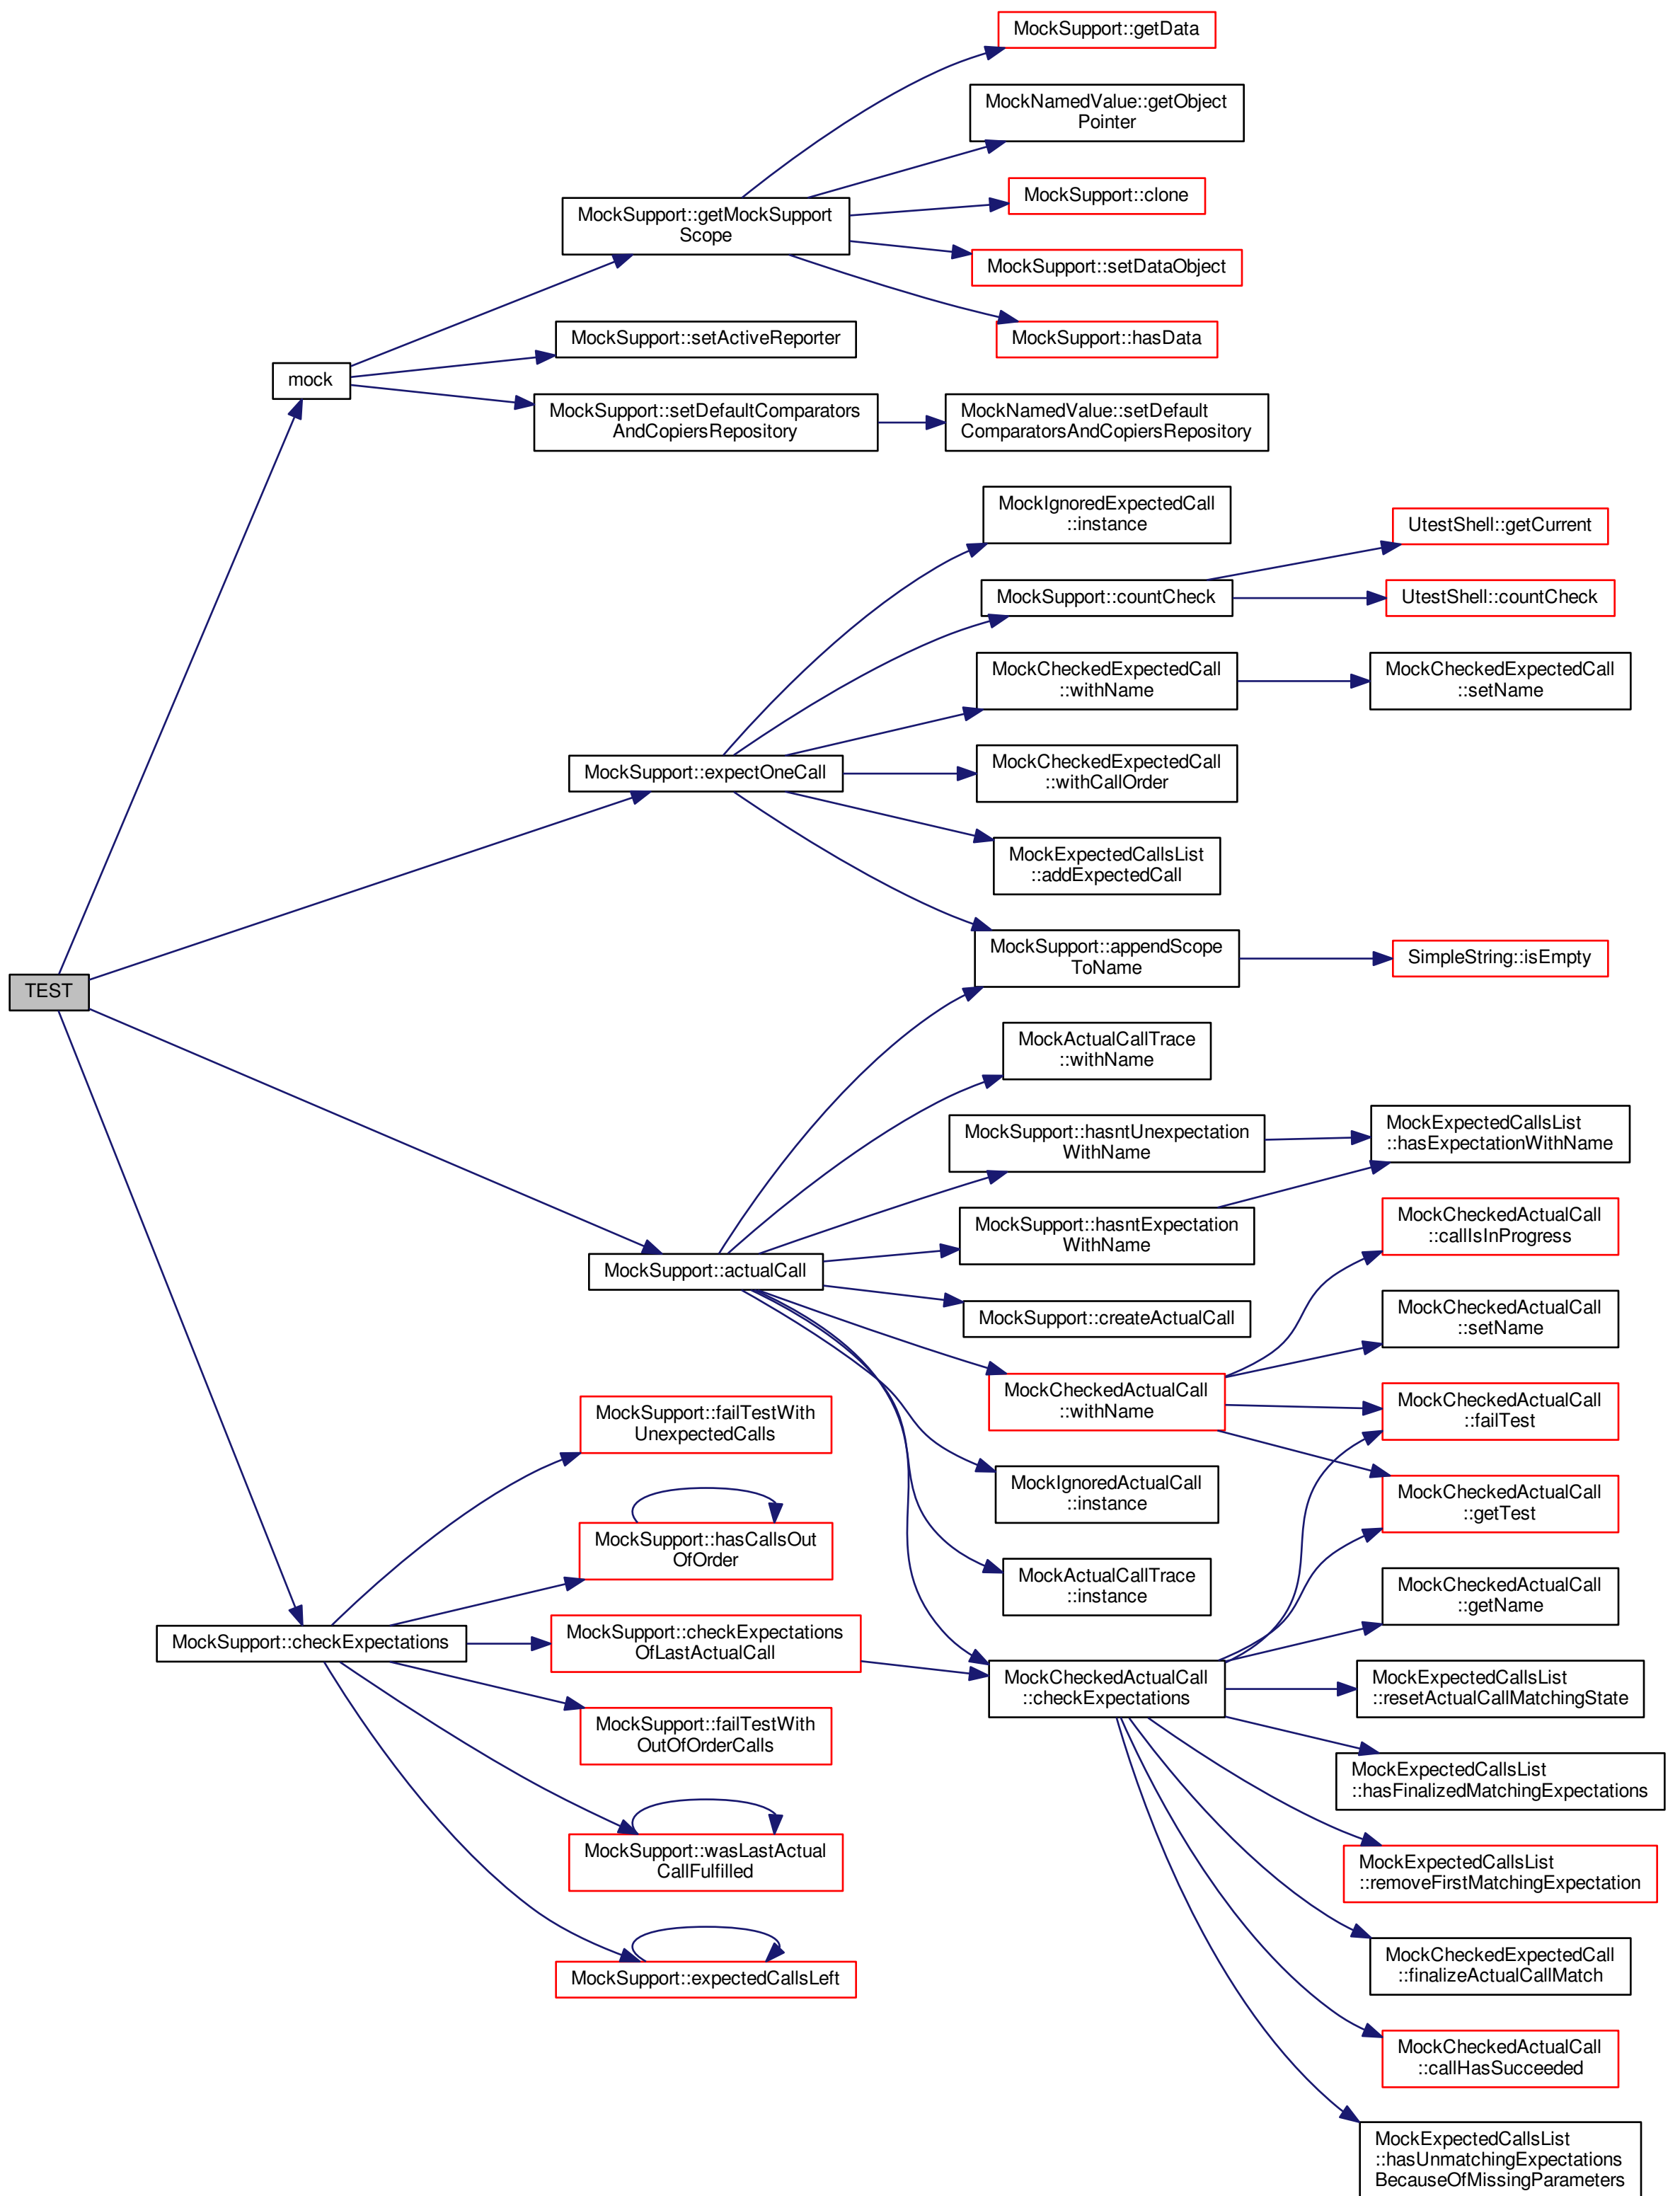 MockSupport::getData
MockNamedValue::getObject
Pointer
MockSupport::getMockSupport
Scope
MockSupport::clone
MockSupport::setDataObject
MockSupport::hasData
MockSupport::setActiveReporter
mock
MockSupport::setDefaultComparators
AndCopiersRepository
MockNamedValue::setDefault
ComparatorsAndCopiersRepository
MockIgnoredExpectedCall
::instance
UtestShell::getCurrent
MockSupport::countCheck
UtestShell::countCheck
MockCheckedExpectedCall
::withName
MockCheckedExpectedCall
::setName
MockSupport::expectOneCall
MockCheckedExpectedCall
::withCallOrder
MockExpectedCallsList
::addExpectedCall
MockSupport::appendScope
ToName
SimpleString::isEmpty
TEST
MockActualCallTrace
::withName
MockSupport::hasntUnexpectation
WithName
MockExpectedCallsList
::hasExpectationWithName
MockSupport::hasntExpectation
WithName
MockCheckedActualCall
::callIsInProgress
MockSupport::actualCall
MockSupport::createActualCall
MockCheckedActualCall
::setName
MockCheckedActualCall
::withName
MockCheckedActualCall
::failTest
MockSupport::failTestWith
UnexpectedCalls
MockIgnoredActualCall
::instance
MockCheckedActualCall
::getTest
MockSupport::hasCallsOut
OfOrder
MockActualCallTrace
::instance
MockCheckedActualCall
::getName
MockSupport::checkExpectations
MockSupport::checkExpectations
OfLastActualCall
MockCheckedActualCall
::checkExpectations
MockExpectedCallsList
::resetActualCallMatchingState
MockSupport::failTestWith
OutOfOrderCalls
MockExpectedCallsList
::hasFinalizedMatchingExpectations
MockSupport::wasLastActual
CallFulfilled
MockExpectedCallsList
::removeFirstMatchingExpectation
MockCheckedExpectedCall
::finalizeActualCallMatch
MockSupport::expectedCallsLeft
MockCheckedActualCall
::callHasSucceeded
MockExpectedCallsList
::hasUnmatchingExpectations
BecauseOfMissingParameters